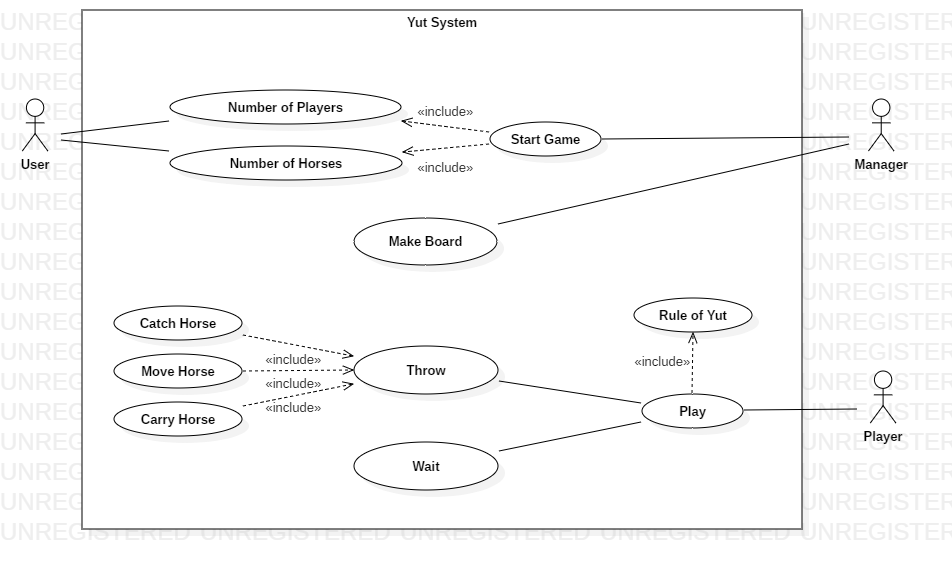 Yut System
Number of Players
«include»
Start Game
Number of Horses
«include»
User
Manager
Make Board
Catch Horse
Rule of Yut
«include»
«include»
Move Horse
Throw
«include»
«include»
Carry Horse
Play
Player
Wait
UNREGISTERED UNREGISTERED UNREGISTERED UNREGISTERED